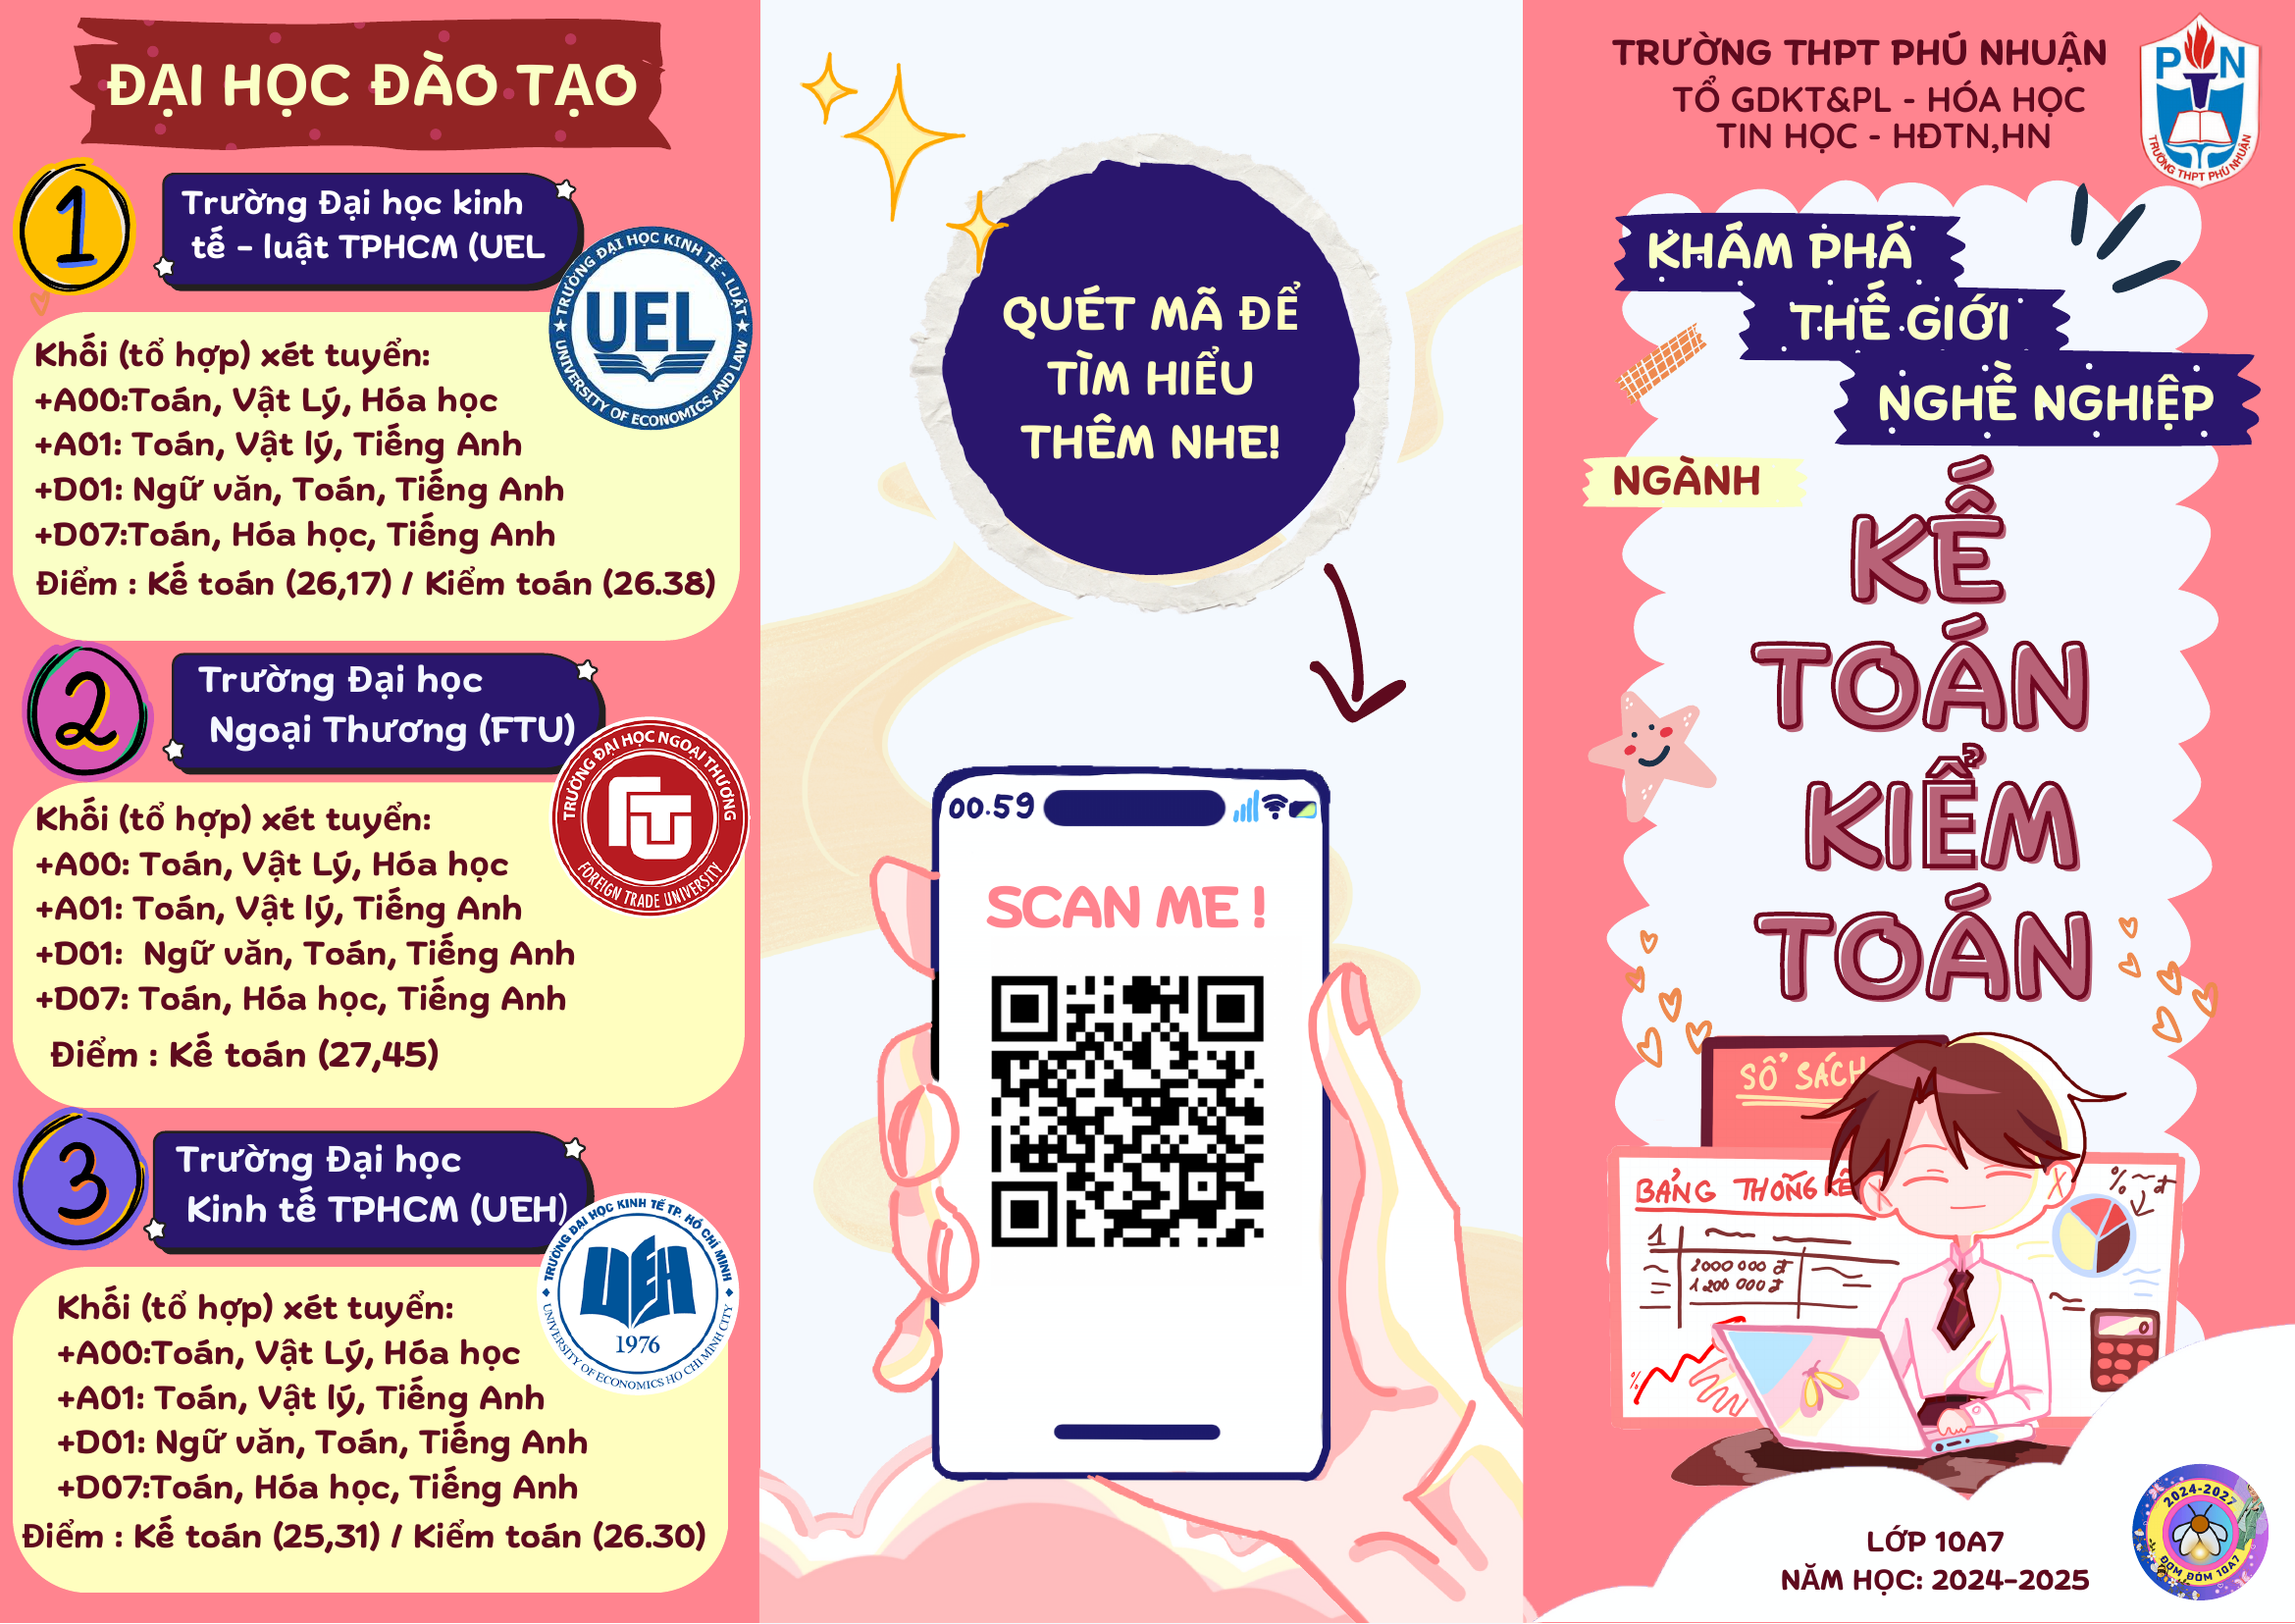 ĐẠI HỌC ĐÀO TẠO
1
Trường Đại học kinh
tế - luật TPHCM (UEL
TRƯỜNG ĐẠI HỌC KINH TẾ - LUẬT
UEL
UNIVERSITY OF ECONOMICS AND LAW
Khối (tổ hợp) xét tuyển:
+A00:Toán, Vật Lý, Hóa học
+A01: Toán, Vật lý, Tiếng Anh
+D01: Ngữ văn, Toán, Tiếng Anh
+D07:Toán, Hóa học, Tiếng Anh
Điểm : Kế toán (26,17) / Kiểm toán (26.38)
2
Trường Đại học
Ngoại Thương (FTU)
TRƯỜNG ĐẠI HỌC NGOẠI THƯƠNG
FTU
FOREIGN TRADE UNIVERSITY
Khối (tổ hợp) xét tuyển:
+A00: Toán, Vật Lý, Hóa học
+A01: Toán, Vật lý, Tiếng Anh
+D01: Ngữ văn, Toán, Tiếng Anh
+D07: Toán, Hóa học, Tiếng Anh
Điểm : Kế toán (27,45)
3
Trường Đại học
Kinh tế TPHCM (UEH)
TRƯỜNG ĐẠI HỌC KINH TẾ TP. HỒ CHÍ MINH
UEH
1976
UNIVERSITY OF ECONOMICS HO CHI MINH CITY
Khối (tổ hợp) xét tuyển:
+A00:Toán, Vật Lý, Hóa học
+A01: Toán, Vật lý, Tiếng Anh
+D01: Ngữ văn, Toán, Tiếng Anh
+D07:Toán, Hóa học, Tiếng Anh
Điểm : Kế toán (25,31) / Kiểm toán (26.30)
QUÉT MÃ ĐỂ
TÌM HIỂU
THÊM NHE!
00.59
SCAN ME !
TRƯỜNG THPT PHÚ NHUẬN
TỔ GDKT&PL - HÓA HỌC
TIN HỌC - HĐTN,HN
PN
TRƯỜNG THPT PHÚ NHUẬN
KHÁM PHÁ
THẾ GIỚI
NGHỀ NGHIỆP
NGÀNH
KẾ
TOÁN
KIỂM
TOÁN
SỔ SÁCH
BẢNG THỐNG KÊ
% ~ đ
1
2000 000 đ
1 200 000 đ
%
0
LỚP 10A7
NĂM HỌC: 2024-2025
2024-2027
ĐOM ĐÓM 10A7